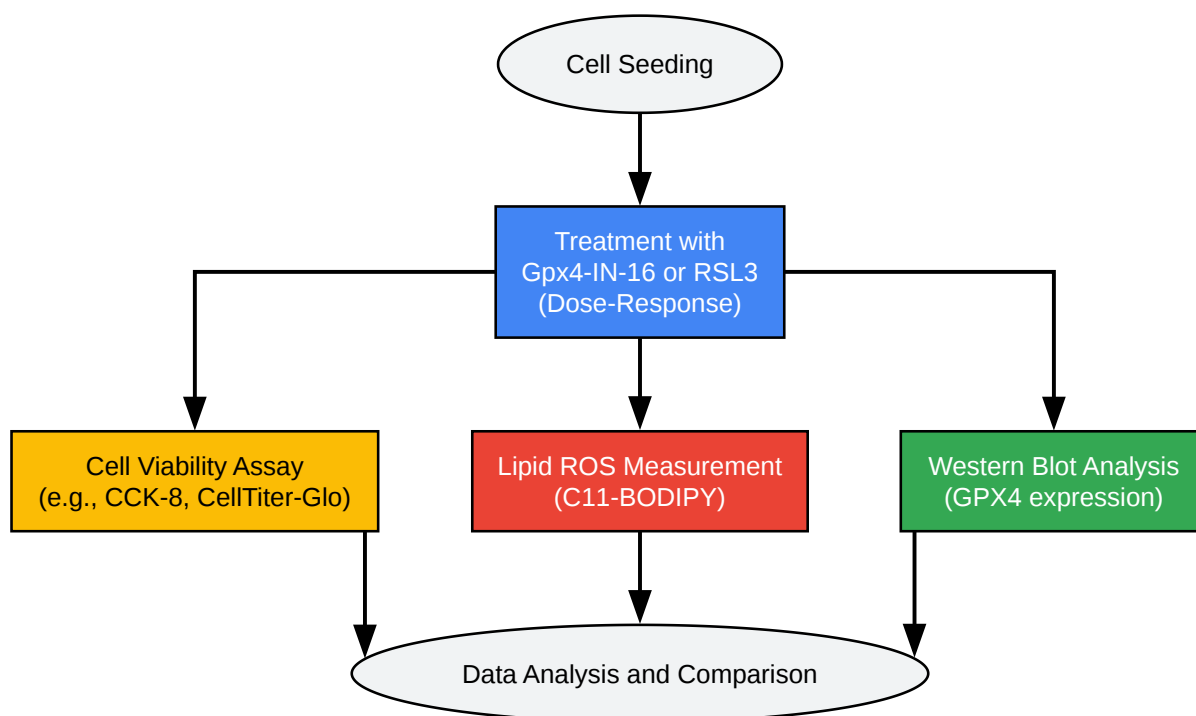 Cell Seeding
Treatment with
Gpx4-IN-16 or RSL3
(Dose-Response)
Cell Viability Assay
(e.g., CCK-8, CellTiter-Glo)
Lipid ROS Measurement
(C11-BODIPY)
Western Blot Analysis
(GPX4 expression)
Data Analysis and Comparison